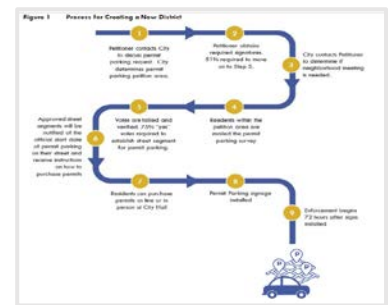 Figure 1 Process for Creating a New District
1
Petitioner contacts City
to discuss permit
parking request. City
determines permit
parking petition area.
2
Petitioner obtains
required signatures.
51% required to move
on to Step 3.
3
City contacts Petitioner
to determine if
neighborhood meeting
is needed.
4
Residents within the
petition area are
mailed the permit
parking survey
5
Votes are tallied and
verified. 75% "yes"
votes required to
establish street segment
for permit parking.
6
Approved street
segments will be
notified of the
official start date
of permit parking
on their street and
receive instructions
on how to
purchase permits
7
Residents can purchase
permits on line or in
person at City Hall
8
Permit Parking signage
installed
9
Enforcement begins
72 hours after signs
installed
P
P
P
P